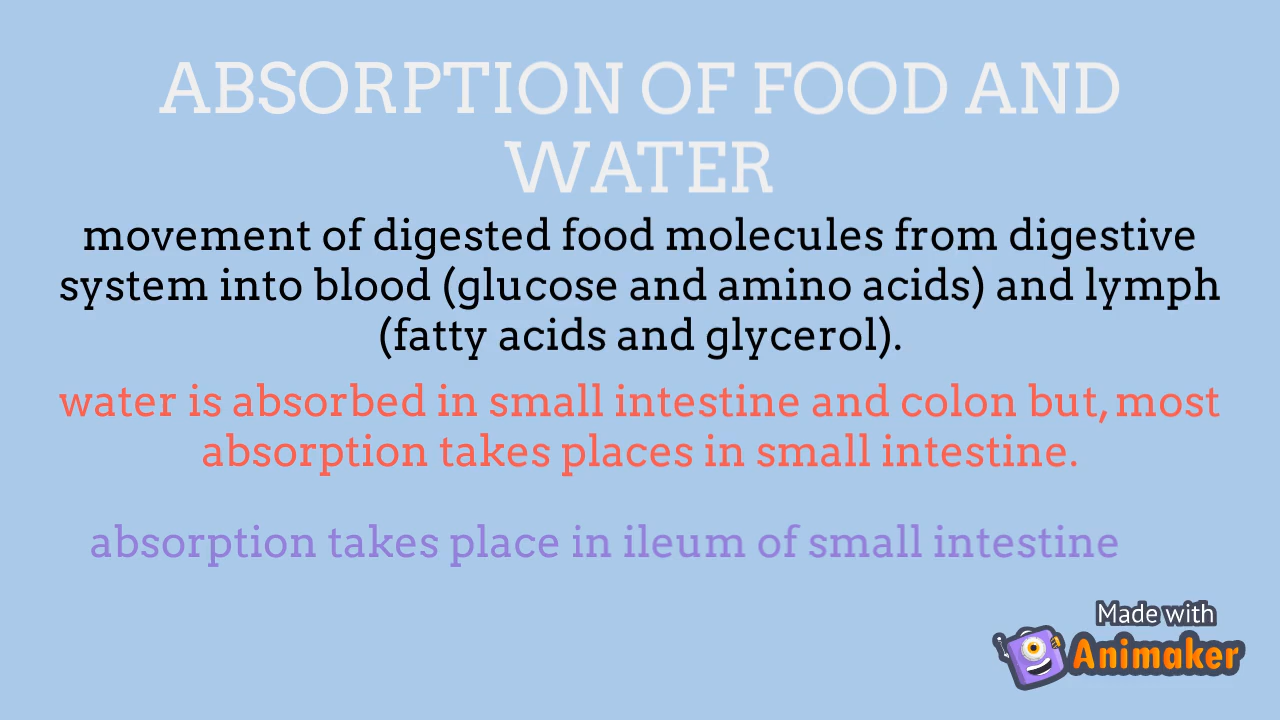 ABSORPTION OF FOOD AND
WATER
movement of digested food molecules from digestive
system into blood (glucose and amino acids) and lymph
(fatty acids and glycerol).
water is absorbed in small intestine and colon but, most
absorption takes places in small intestine.
absorption takes place in ileum of small intestine
Made with
Animaker